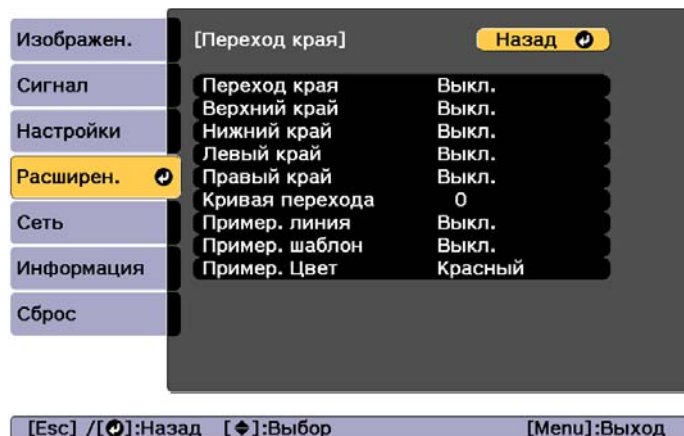 Изображен.
Сигнал
Настройки
Расширен.
Сеть
Информация
Сброс
[Переход края] Назад
Переход края Выкл.
Верхний край Выкл.
Нижний край Выкл.
Левый край Выкл.
Правый край Выкл.
Кривая перехода 0
Пример. линия Выкл.
Пример. шаблон Выкл.
Пример. Цвет Красный
[Esc] /[ ]:Назад [ ]:Выбор [Menu]:Выход